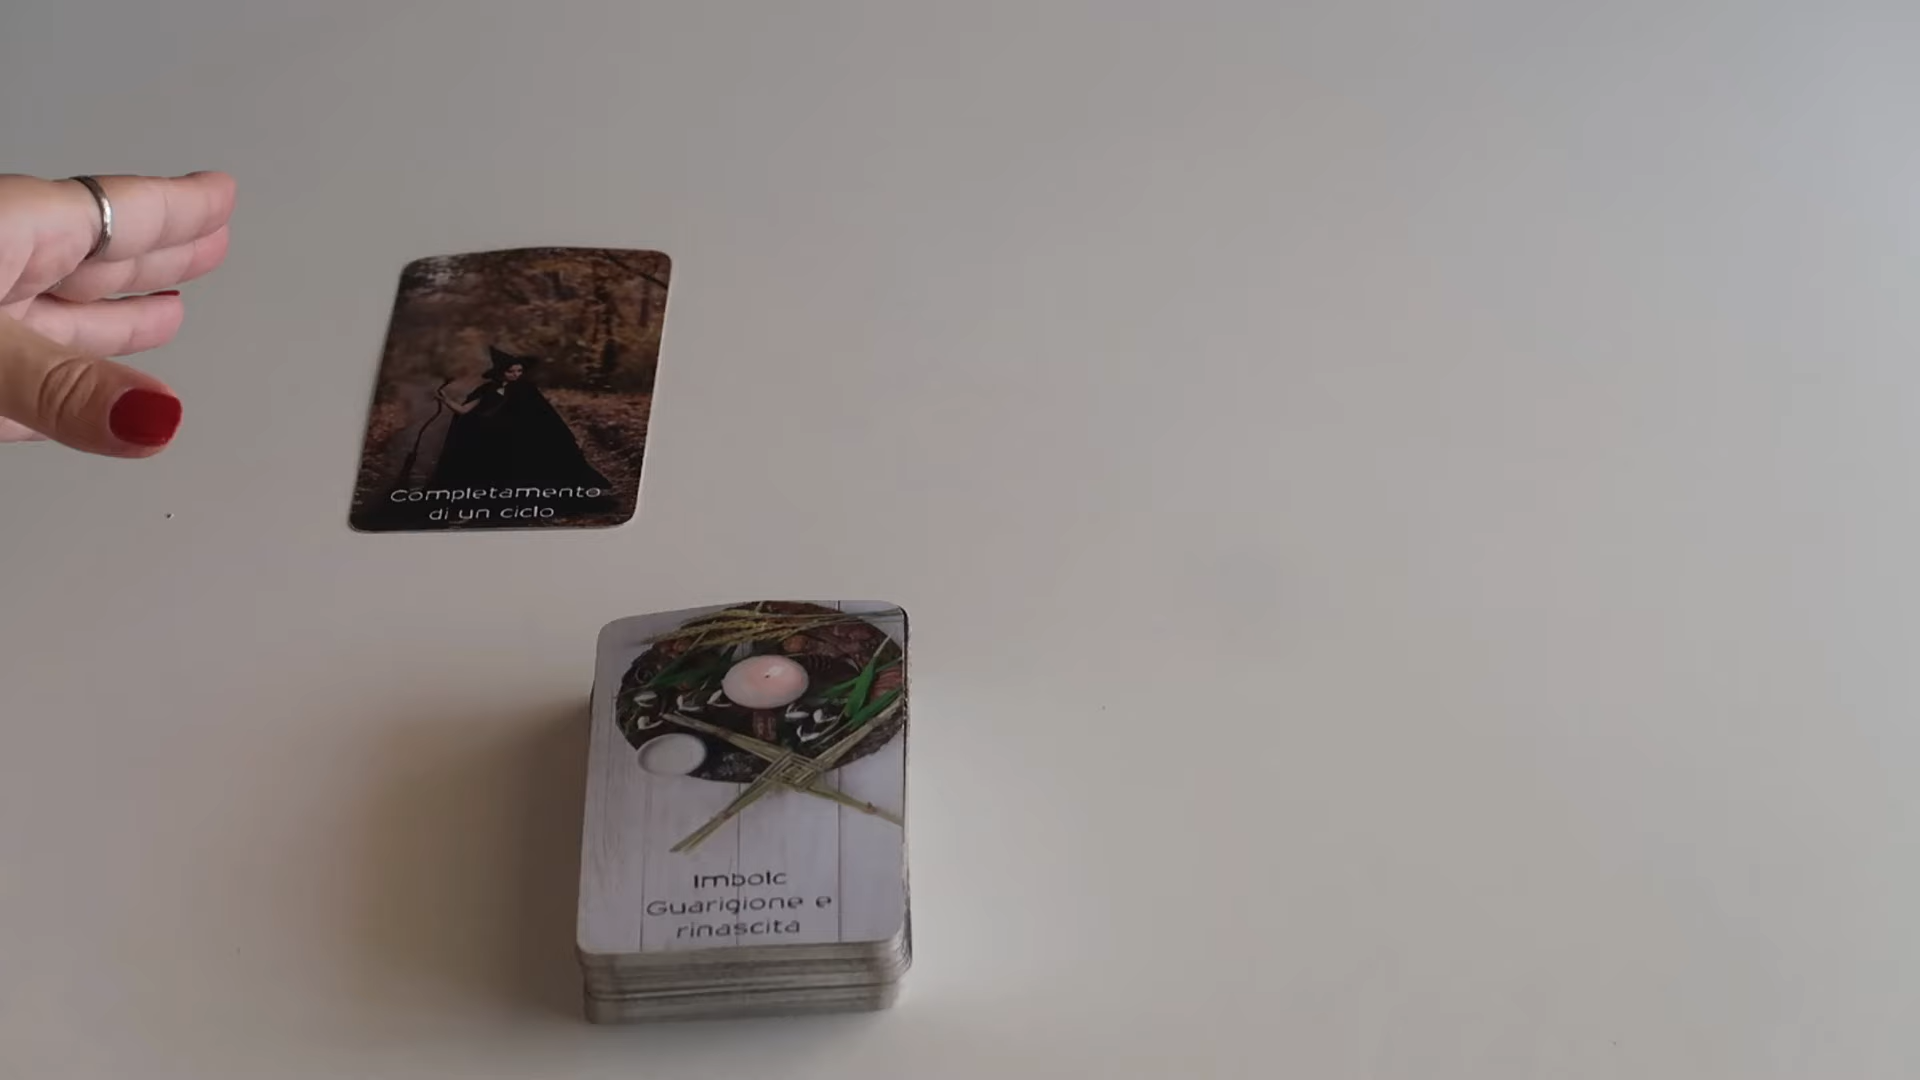 Completamento
di un ciclo
Imbolc
Guarigione e
rinascita